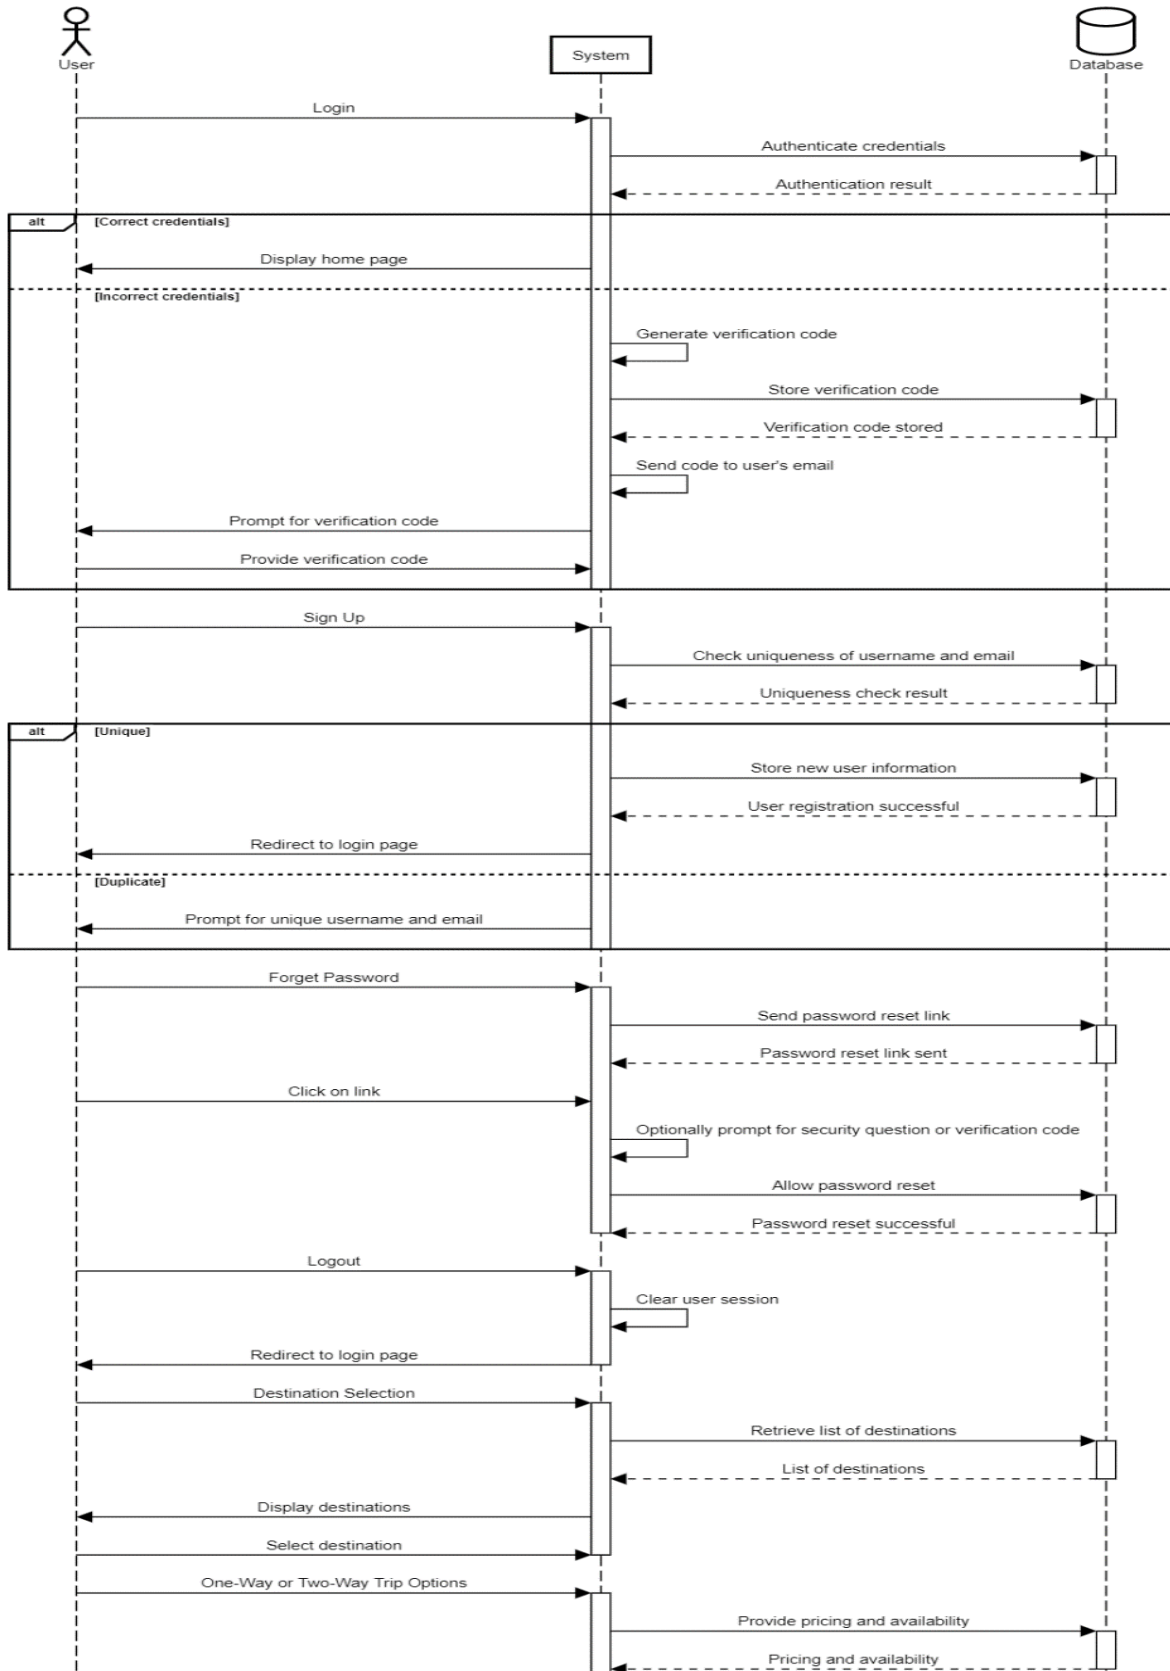 User
System
Database
Login
Authenticate credentials
Authentication result
alt
[Correct credentials]
Display home page
[Incorrect credentials]
Generate verification code
Store verification code
Verification code stored
Send code to user's email
Prompt for verification code
Provide verification code
Sign Up
Check uniqueness of username and email
Uniqueness check result
alt
[Unique]
Store new user information
User registration successful
Redirect to login page
[Duplicate]
Prompt for unique username and email
Forget Password
Send password reset link
Password reset link sent
Click on link
Optionally prompt for security question or verification code
Allow password reset
Password reset successful
Logout
Clear user session
Redirect to login page
Destination Selection
Retrieve list of destinations
List of destinations
Display destinations
Select destination
One-Way or Two-Way Trip Options
Provide pricing and availability
Pricing and availability